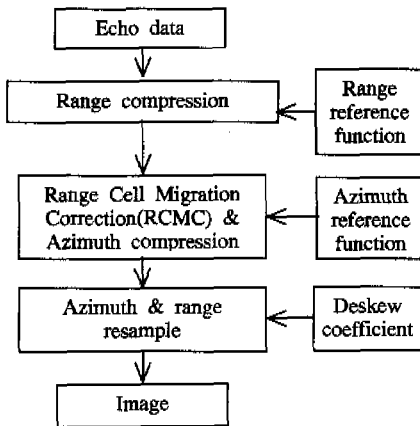 Echo data
Range compression
Range
reference
function
Range Cell Migration
Correction(RCMC) &
Azimuth compression
Azimuth
reference
function
Azimuth & range
resample
Deskew
coefficient
Image